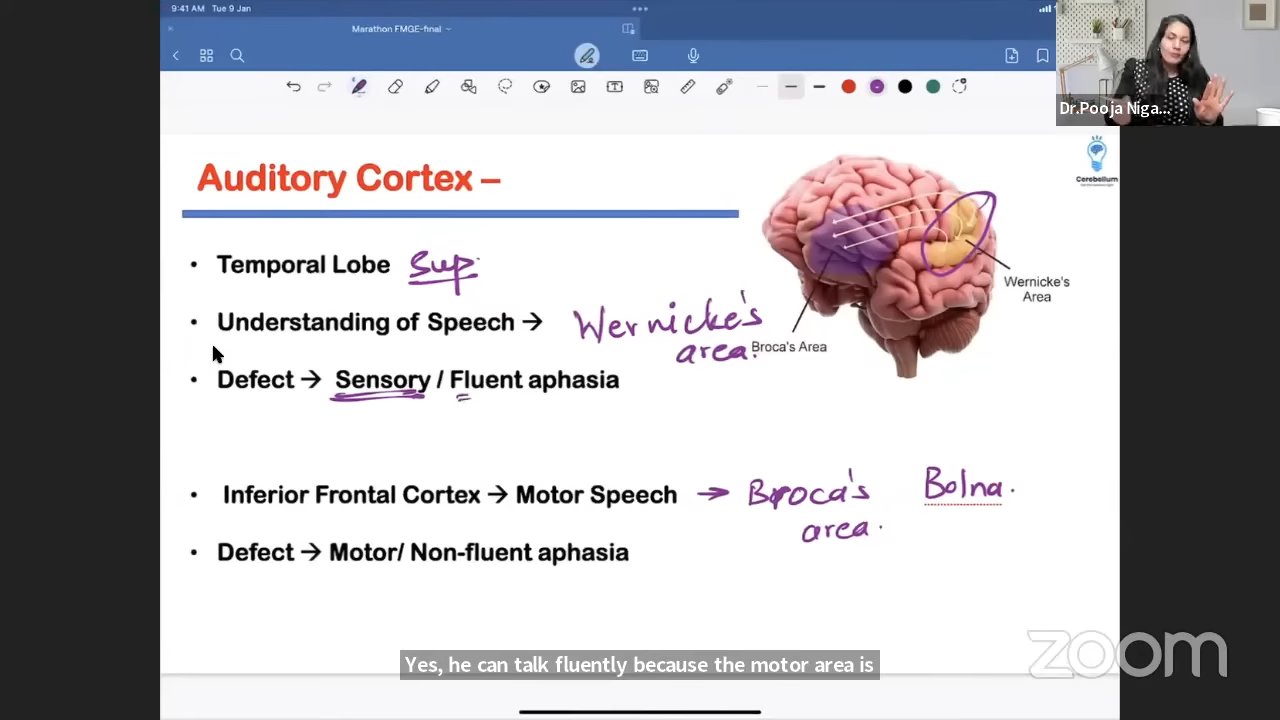 9:41 AM Tue 9 Jan
Marathon FMGE-final
Dr.Pooja Niga...
Auditory Cortex –
Cerebellum
• Temporal Lobe Sup.
• Understanding of Speech → Wernicke's
area.
Wernicke's
Area
Broca's Area
• Defect → Sensory / Fluent aphasia
• Inferior Frontal Cortex → Motor Speech → Broca's Bolna.
area.
• Defect → Motor/ Non-fluent aphasia
zoom
Yes, he can talk fluently because the motor area is